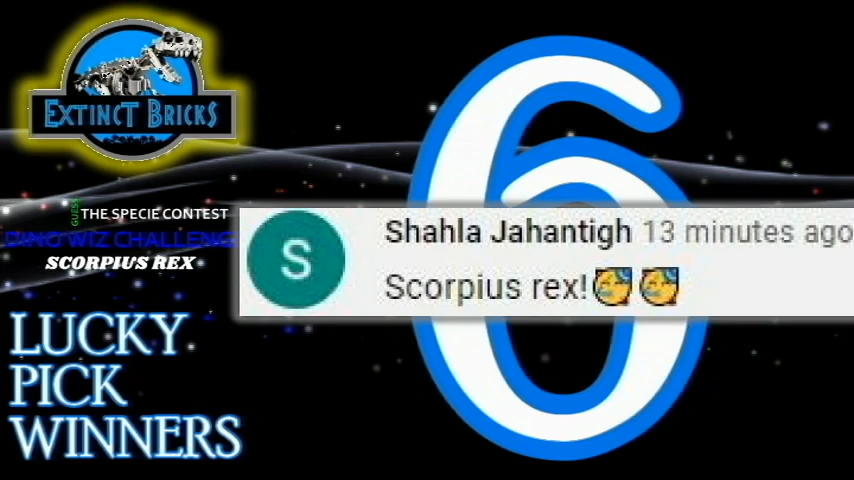 EXTINCT BRICKS
6
GUESS
THE SPECIE CONTEST
DINO WIZ CHALLENG
SCORPIUS REX
S
Shahla Jahantigh 13 minutes ago
Scorpius rex!🥳🥳
LUCKY
PICK
WINNERS